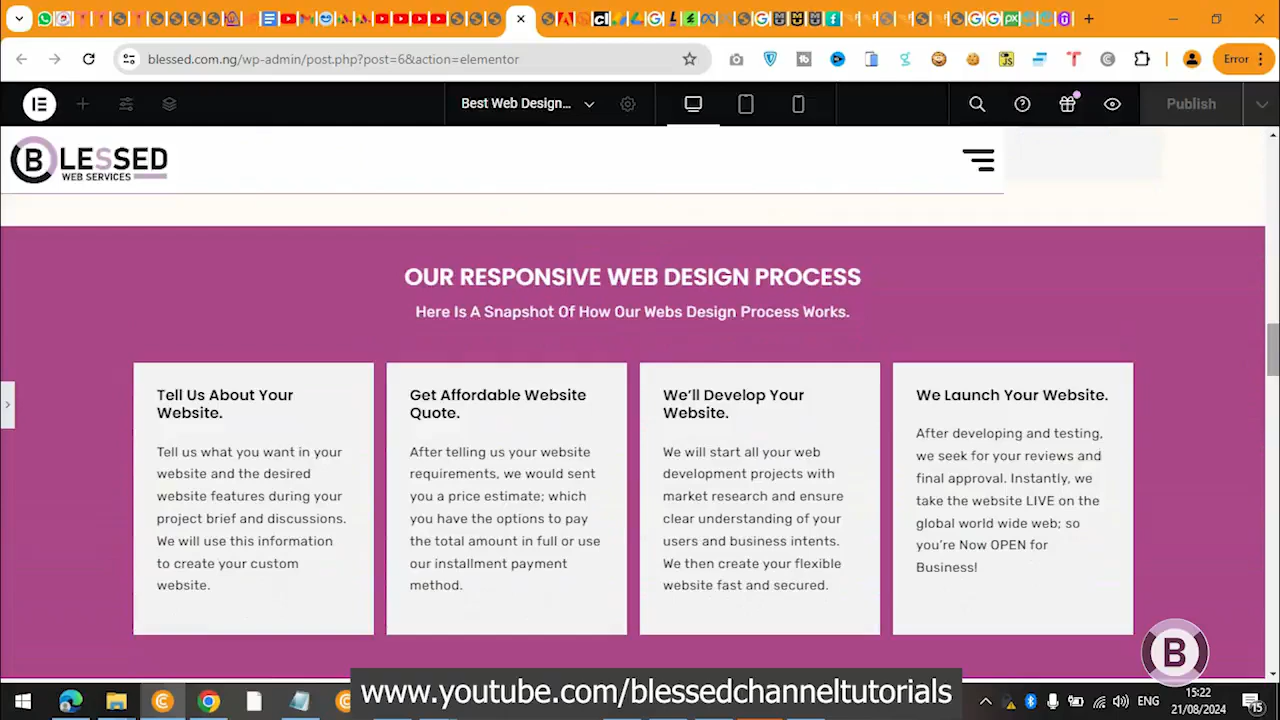 blessed.com.ng/wp-admin/post.php?post=6&action=elementor
Error
Best Web Design...
Publish
BLESSED
WEB SERVICES
OUR RESPONSIVE WEB DESIGN PROCESS
Here Is A Snapshot Of How Our Webs Design Process Works.
Tell Us About Your
Website.
Tell us what you want in your
website and the desired
website features during your
project brief and discussions.
We will use this information
to create your custom
website.
Get Affordable Website
Quote.
After telling us your website
requirements, we would sent
you a price estimate; which
you have the options to pay
the total amount in full or use
our installment payment
method.
We’ll Develop Your
Website.
We will start all your web
development projects with
market research and ensure
clear understanding of your
users and business intents.
We then create your flexible
website fast and secured.
We Launch Your Website.
After developing and testing,
we seek for your reviews and
final approval. Instantly, we
take the website LIVE on the
global world wide web; so
you’re Now OPEN for
Business!
B
www.youtube.com/blessedchanneltutorials
ENG
15:22
21/08/2024
15